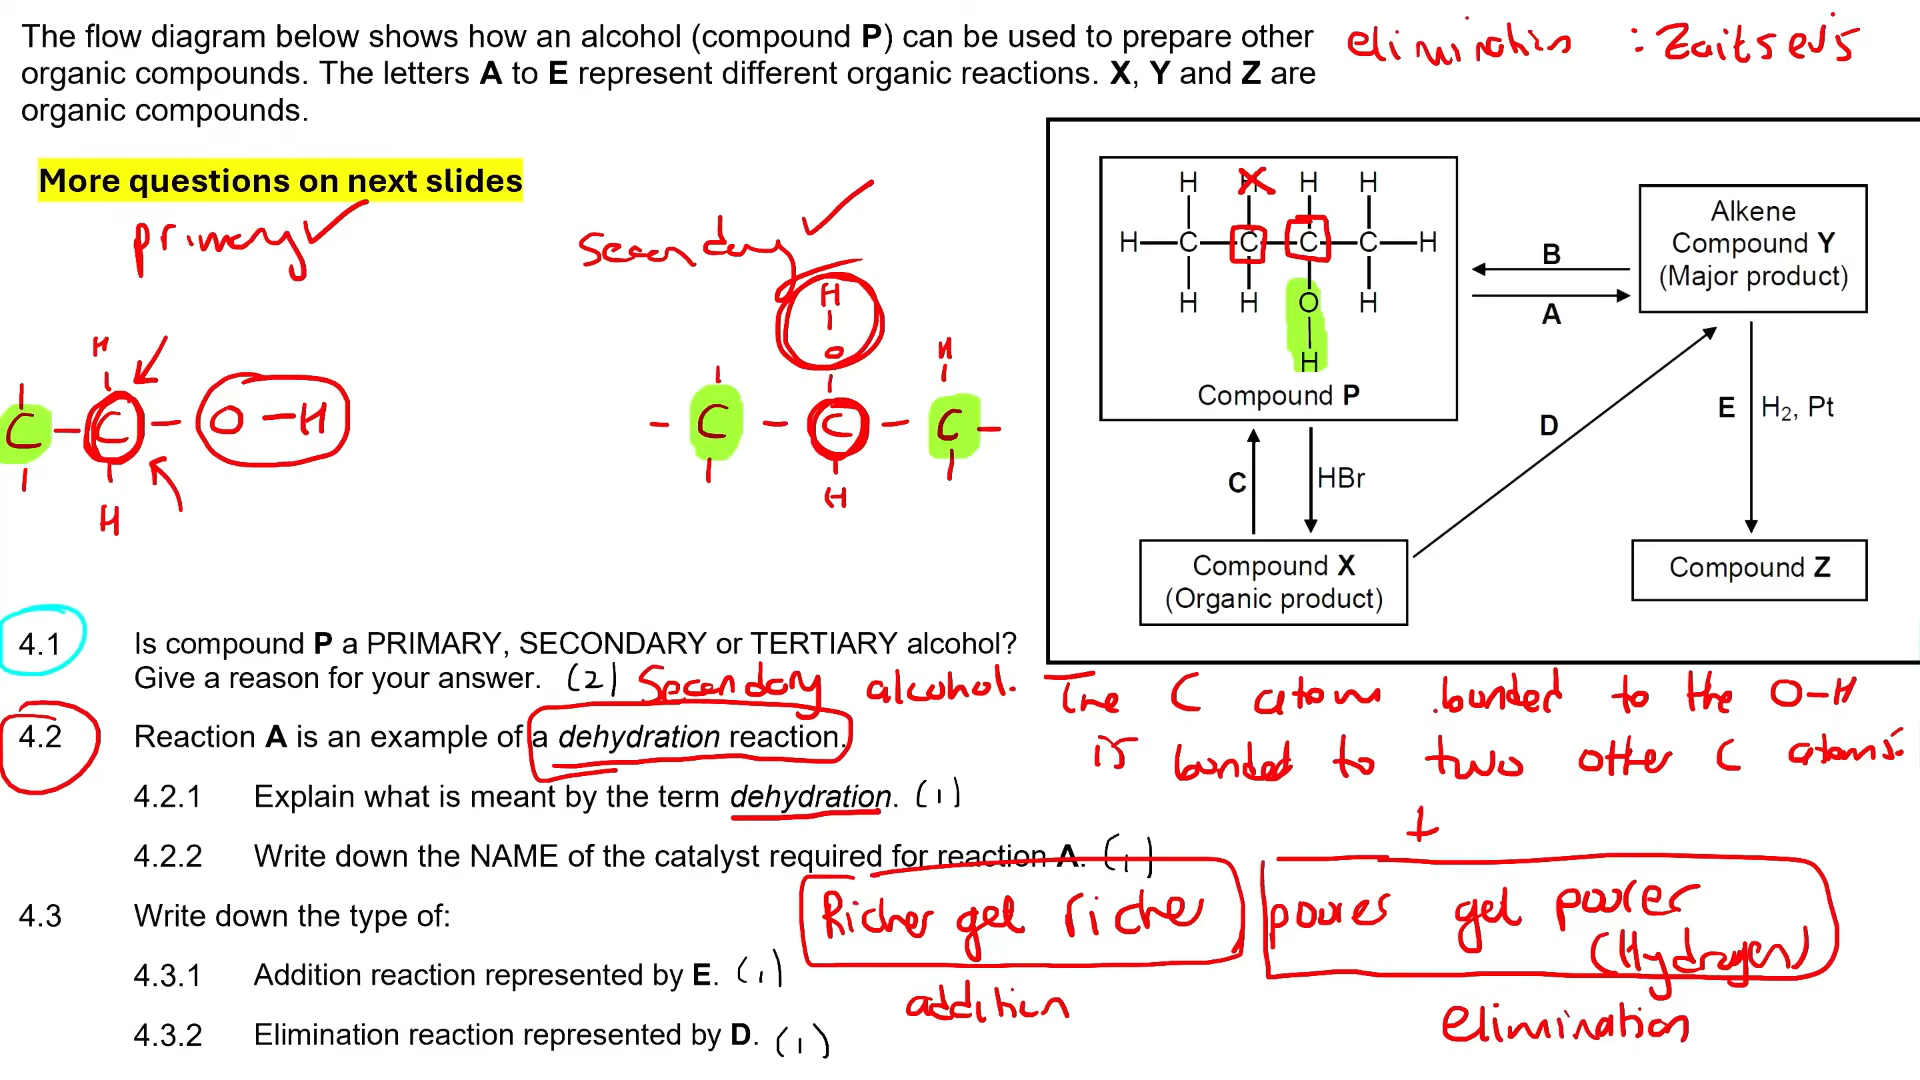 The flow diagram below shows how an alcohol (compound P) can be used to prepare other
organic compounds. The letters A to E represent different organic reactions. X, Y and Z are
organic compounds.
elimination : Zaitsev's
More questions on next slides
primary
Secondary
H
C - C - O - H
H
H
O
H
- C - C - C -
H
H H H
H C C C C H
H H O H
H
Compound P
B
A
Alkene
Compound Y
(Major product)
C
HBr
D
E H₂, Pt
Compound X
(Organic product)
Compound Z
4.1 Is compound P a PRIMARY, SECONDARY or TERTIARY alcohol?
Give a reason for your answer. (2) Secondary alcohol.
The C atom bonded to the O-H
is bonded to two other C atoms.
4.2 Reaction A is an example of a dehydration reaction.
4.2.1 Explain what is meant by the term dehydration. (1)
4.2.2 Write down the NAME of the catalyst required for reaction A. (1)
4.3 Write down the type of:
Richer get richer
addition
+
poorer get poorer
(Hydrogen)
elimination
4.3.1 Addition reaction represented by E. (1)
4.3.2 Elimination reaction represented by D. (1)